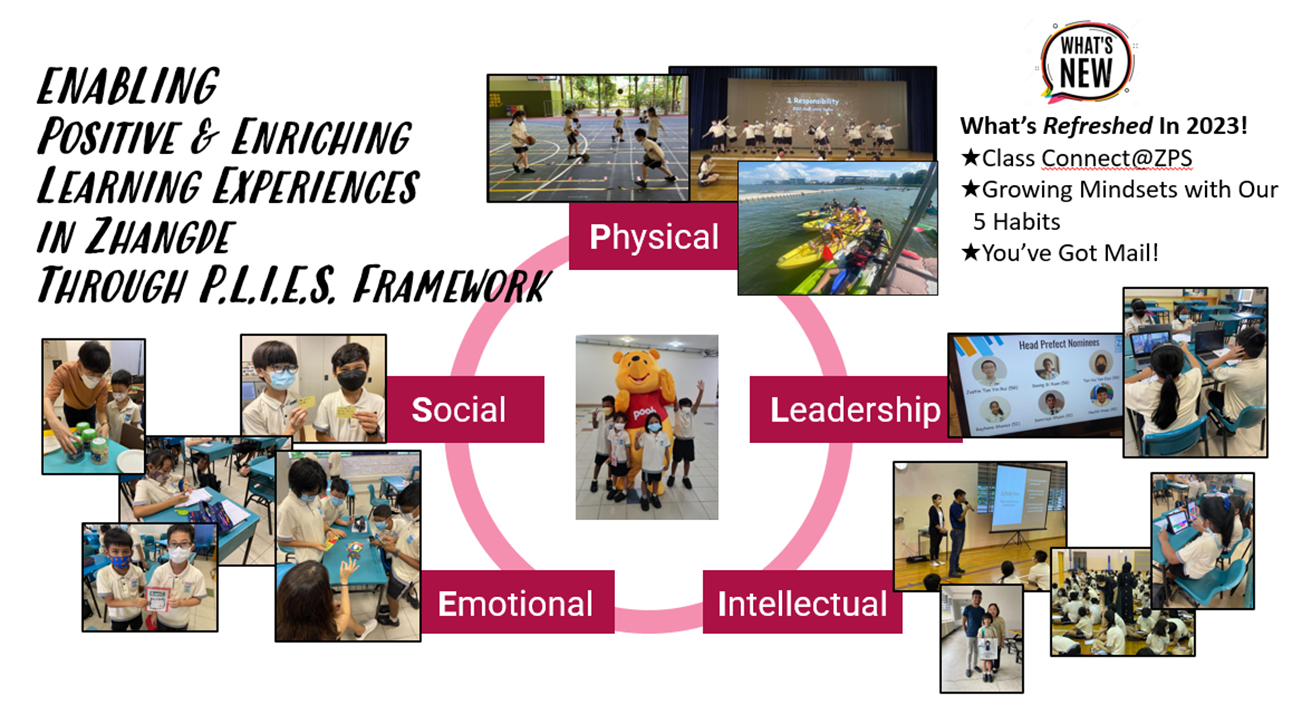 ENABLING
POSITIVE & ENRICHING
LEARNING EXPERIENCES
IN ZHANGDE
THROUGH P.L.I.E.S. FRAMEWORK
WHAT'S
NEW
What's Refreshed In 2023!
★Class Connect@ZPS
★Growing Mindsets with Our
5 Habits
★You've Got Mail!
3. Responsibility
Physical
Social
Leadership
Emotional
Intellectual
Head Prefect Nominees
pooh